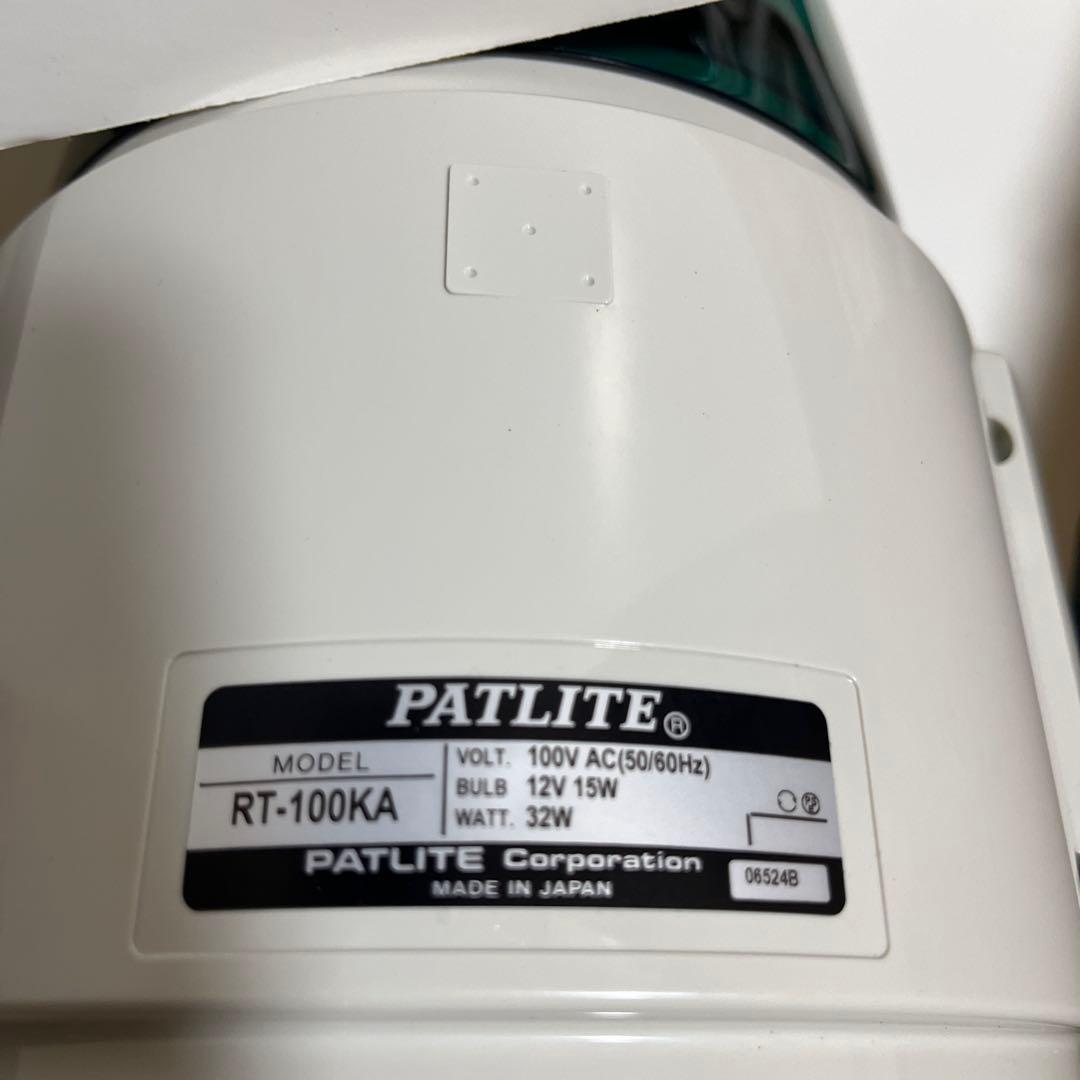 PATLITE®
MODEL
RT-100KA
VOLT. 100V AC(50/60Hz)
BULB 12V 15W
WATT. 32W
PATLITE Corporation
MADE IN JAPAN
06524B